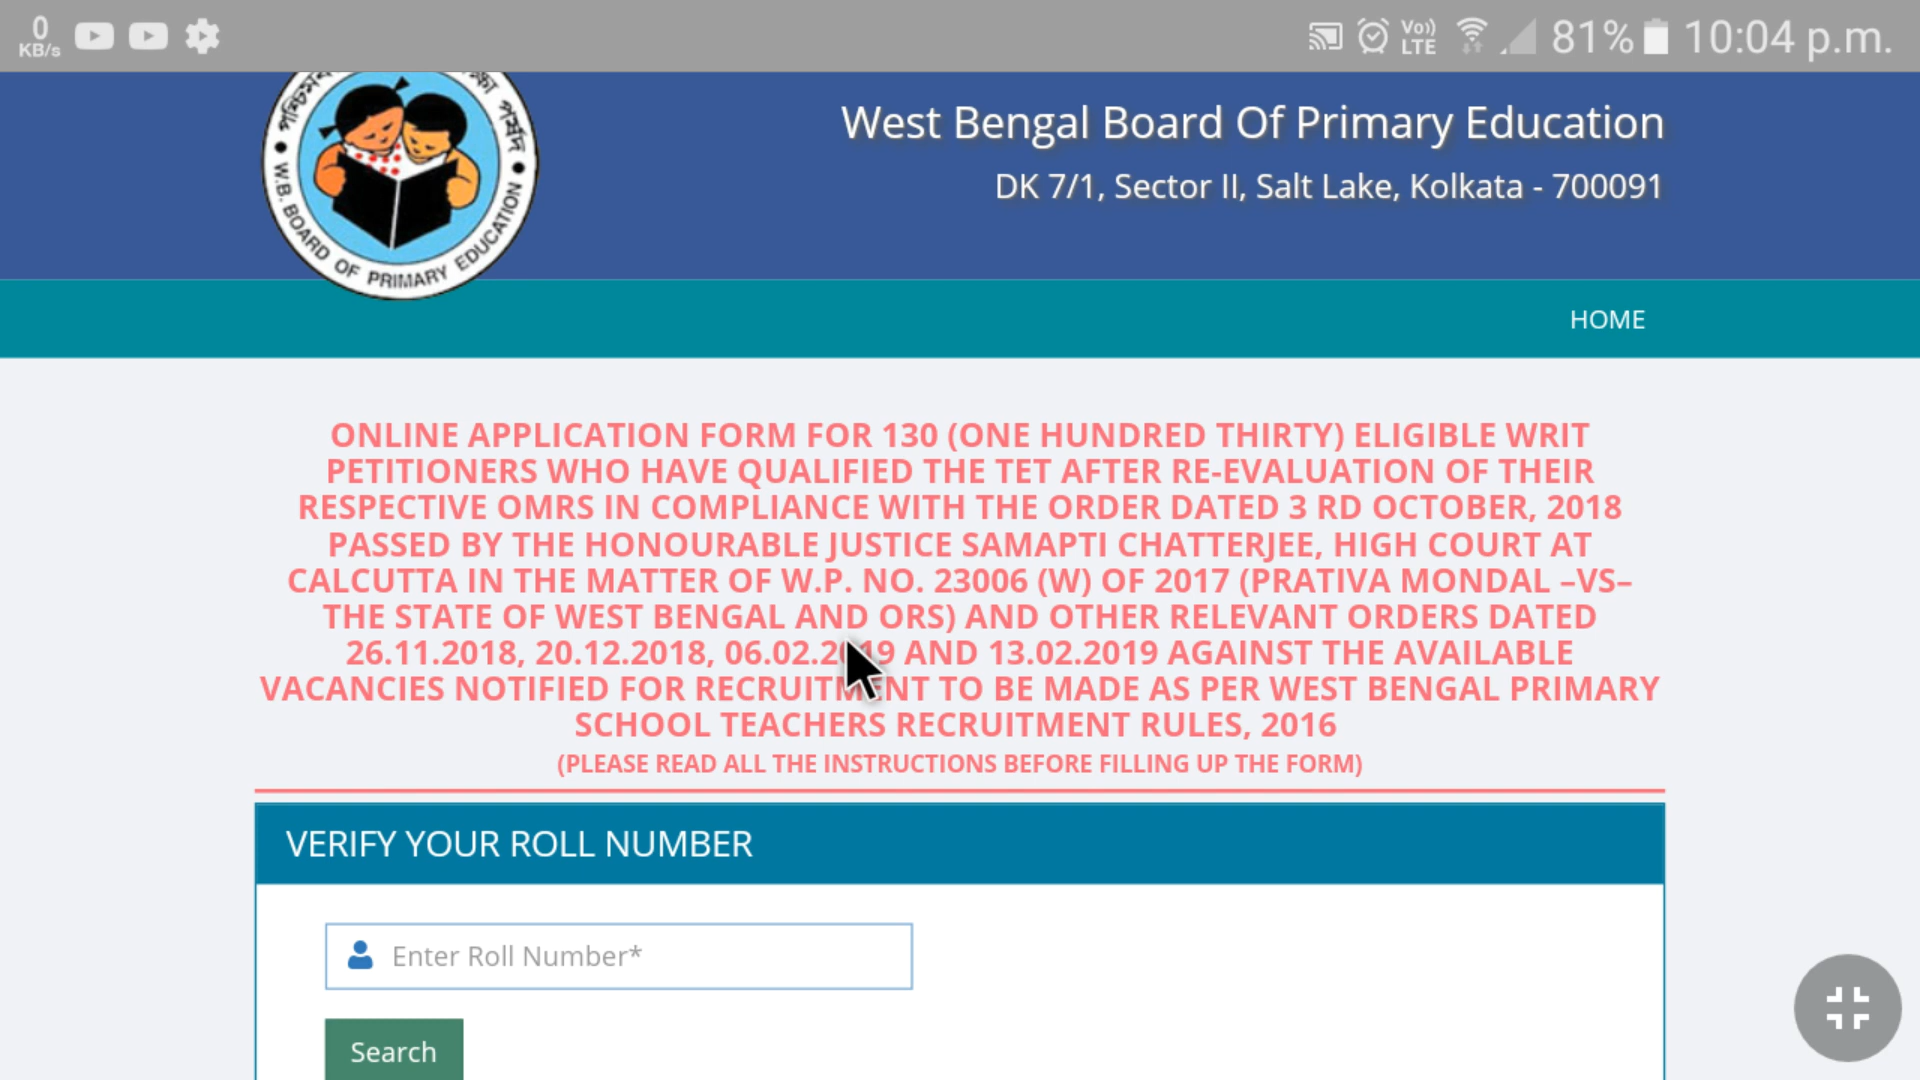 0
KB/s
Vo))
LTE
81%
10:04 p.m.
W.B. BOARD OF PRIMARY EDUCATION
West Bengal Board Of Primary Education
DK 7/1, Sector II, Salt Lake, Kolkata - 700091
HOME
ONLINE APPLICATION FORM FOR 130 (ONE HUNDRED THIRTY) ELIGIBLE WRIT
PETITIONERS WHO HAVE QUALIFIED THE TET AFTER RE-EVALUATION OF THEIR
RESPECTIVE OMRS IN COMPLIANCE WITH THE ORDER DATED 3 RD OCTOBER, 2018
PASSED BY THE HONOURABLE JUSTICE SAMAPTI CHATTERJEE, HIGH COURT AT
CALCUTTA IN THE MATTER OF W.P. NO. 23006 (W) OF 2017 (PRATIVA MONDAL –VS–
THE STATE OF WEST BENGAL AND ORS) AND OTHER RELEVANT ORDERS DATED
26.11.2018, 20.12.2018, 06.02.2019 AND 13.02.2019 AGAINST THE AVAILABLE
VACANCIES NOTIFIED FOR RECRUITMENT TO BE MADE AS PER WEST BENGAL PRIMARY
SCHOOL TEACHERS RECRUITMENT RULES, 2016
(PLEASE READ ALL THE INSTRUCTIONS BEFORE FILLING UP THE FORM)
VERIFY YOUR ROLL NUMBER
Enter Roll Number*
Search